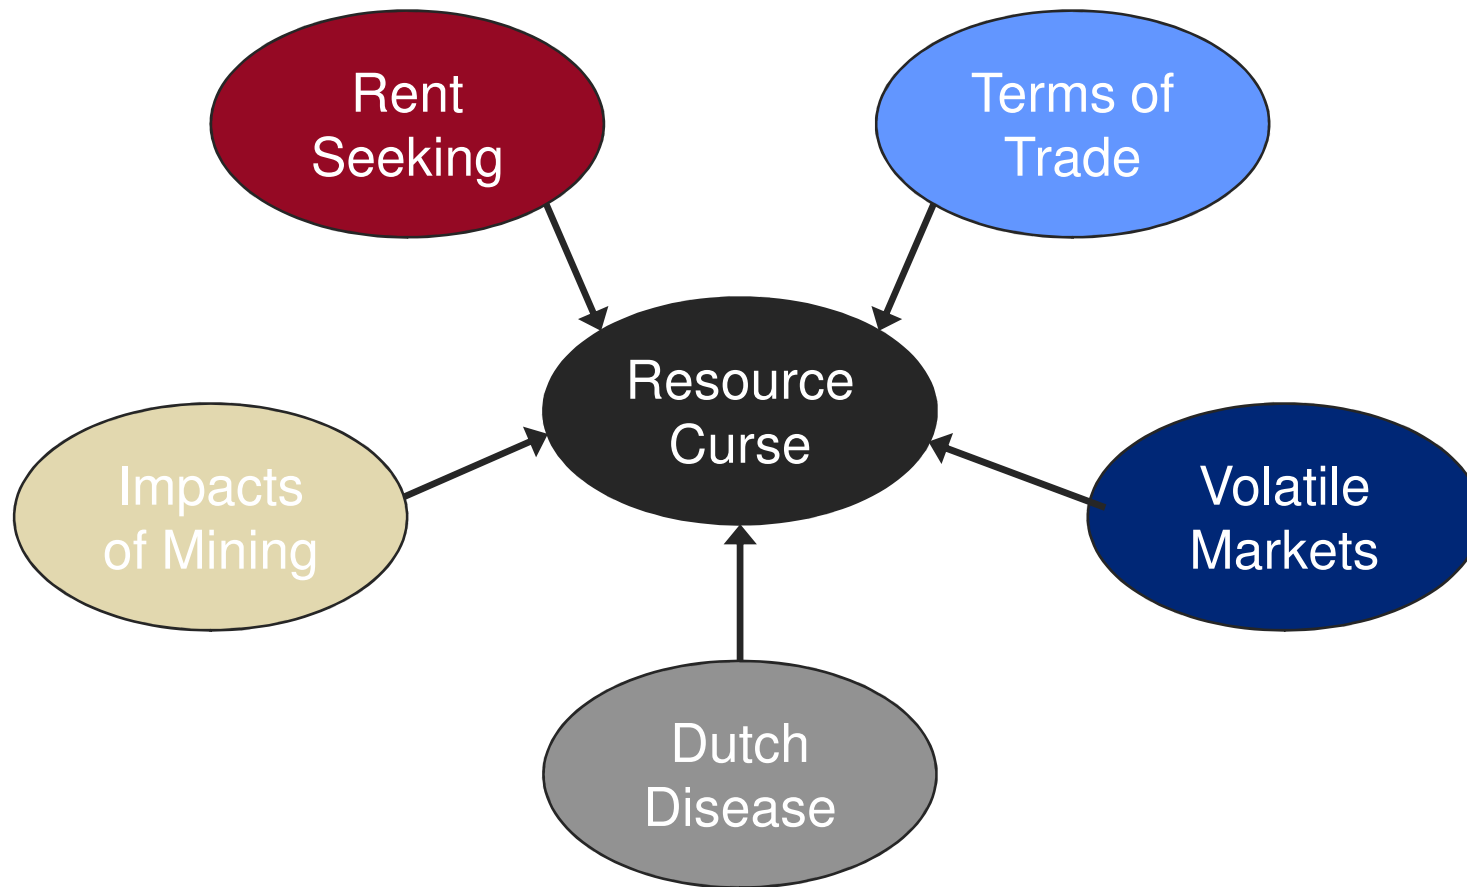 Rent
Seeking
Terms of
Trade
Resource
Curse
Impacts
of Mining
Volatile
Markets
Dutch
Disease